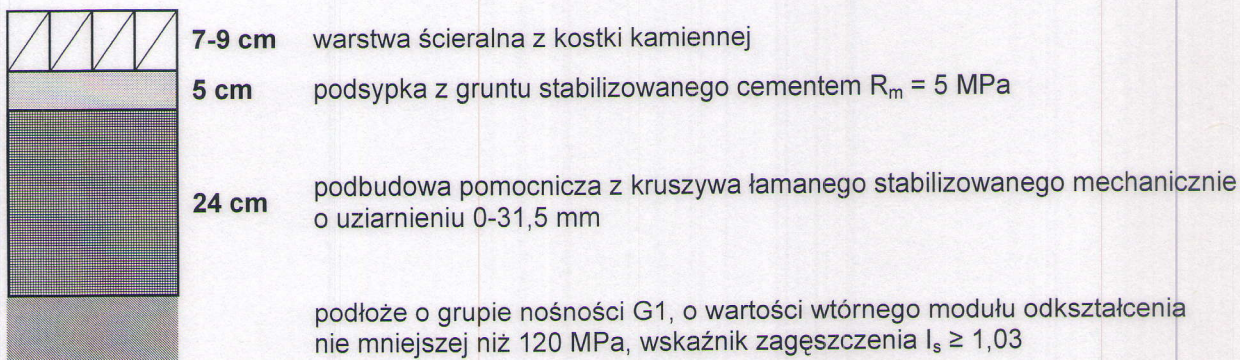 7-9 cm warstwa ścieralna z kostki kamiennej
5 cm podsypka z gruntu stabilizowanego cementem Rm = 5 MPa
24 cm podbudowa pomocnicza z kruszywa łamanego stabilizowanego mechanicznie
o uziarnieniu 0-31,5 mm
podłoże o grupie nośności G1, o wartości wtórnego modułu odkształcenia
nie mniejszej niż 120 MPa, wskaźnik zagęszczenia Is ≥ 1,03